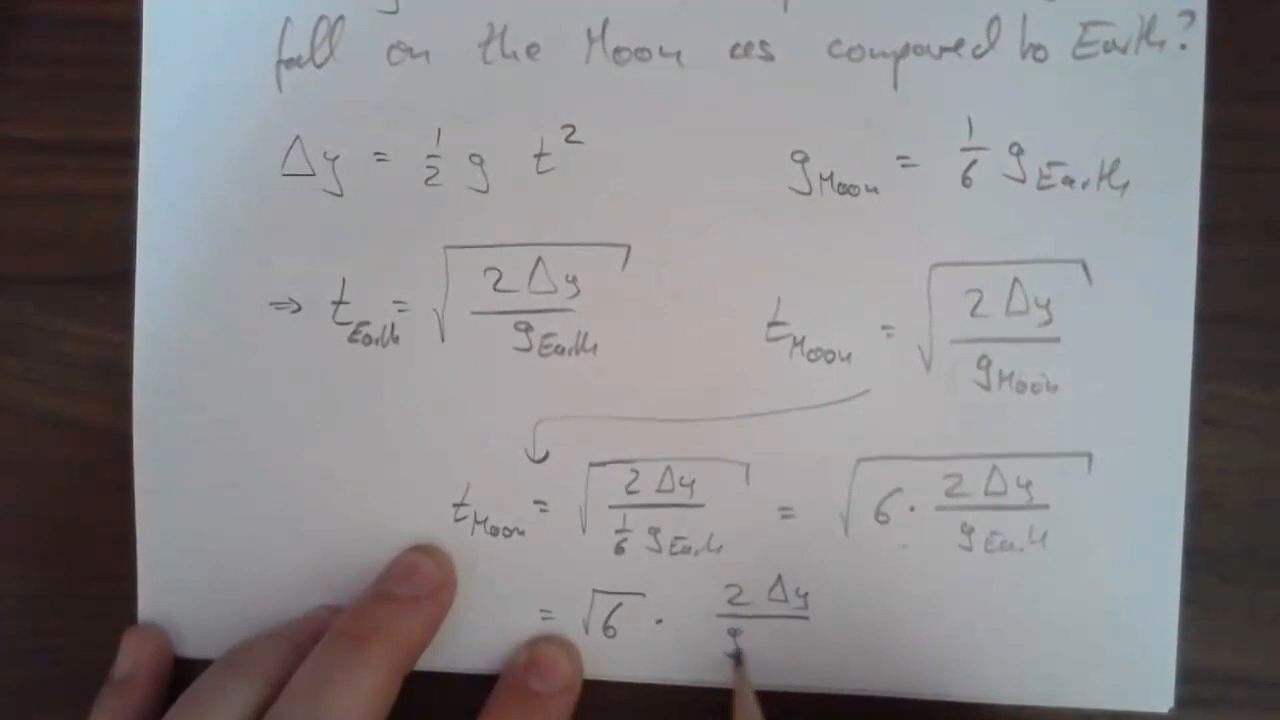 fall on the Moon as compared to Earth?
Δy = 1/2 g t² g_Moon = 1/6 g_Earth
⇒ t_Earth = √(2Δy / g_Earth) t_Moon = √(2Δy / g_Moon)
t_Moon = √(2Δy / (1/6 g_Earth)) = √(6 · 2Δy / g_Earth)
= √6 · 2Δy / g